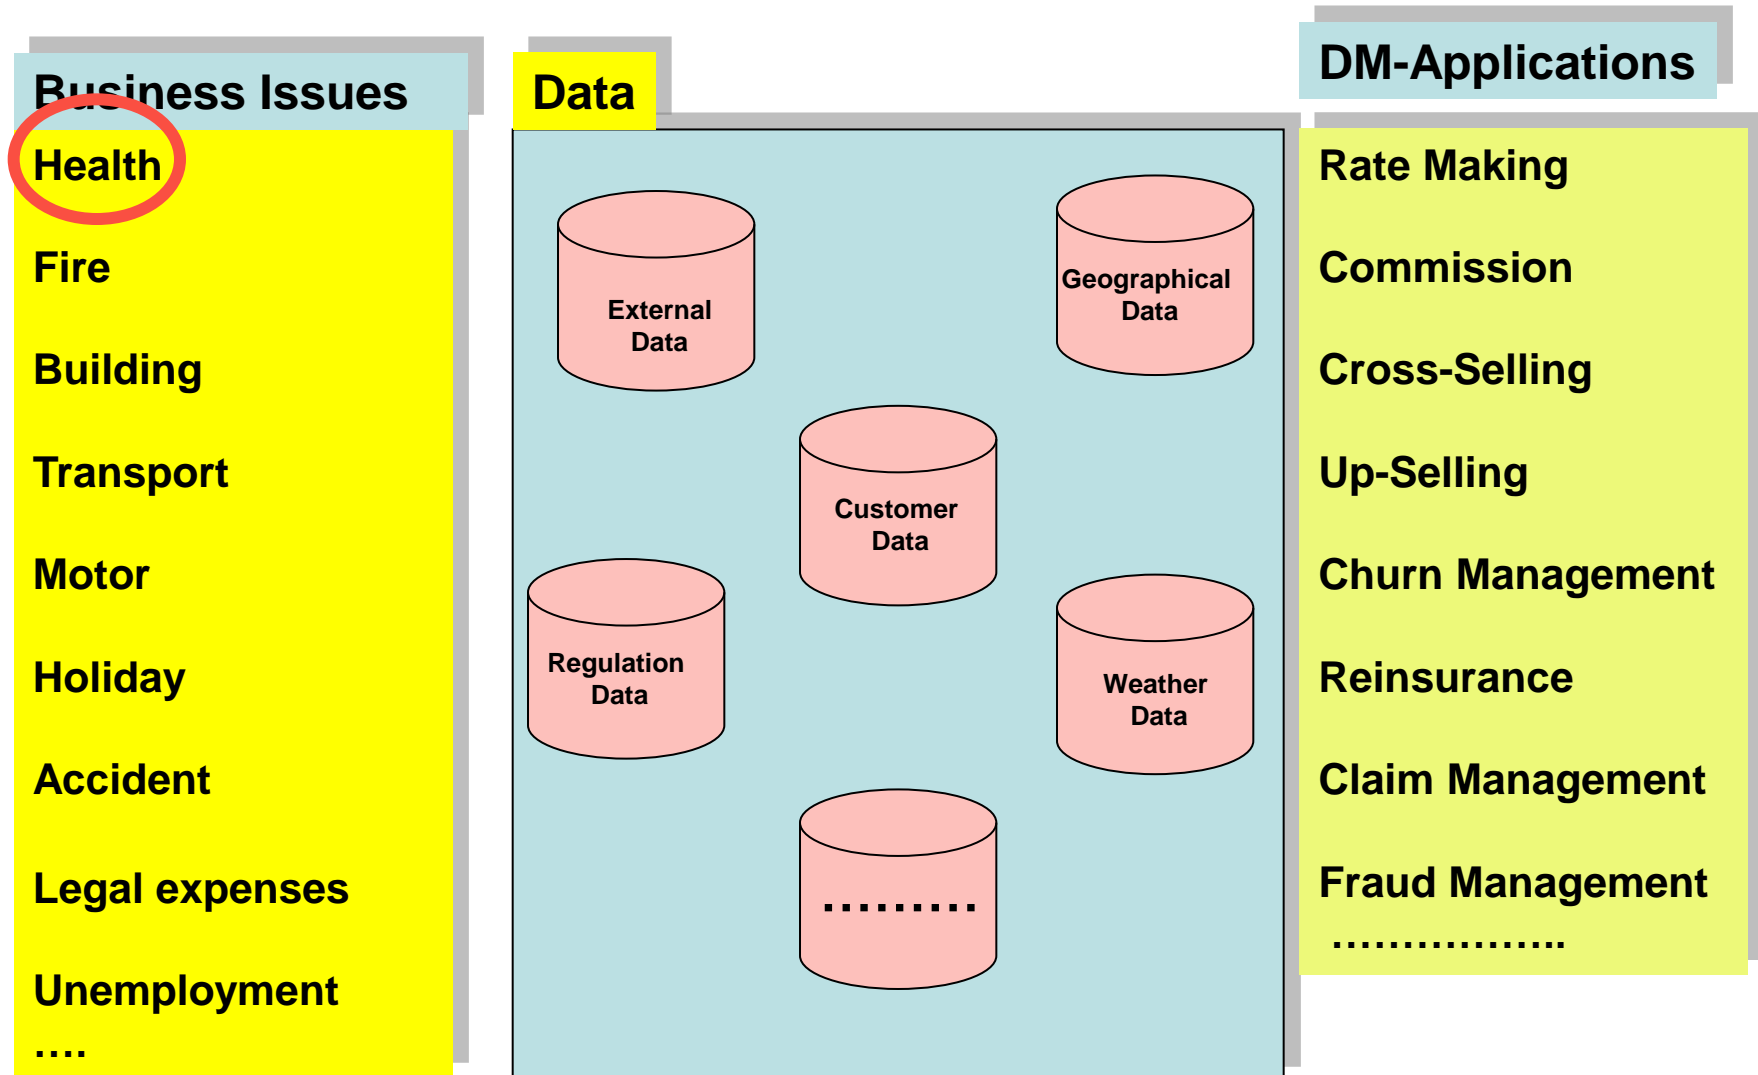 Business Issues
Health
Fire
Building
Transport
Motor
Holiday
Accident
Legal expenses
Unemployment
....
Data
External
Data
Geographical
Data
Customer
Data
Regulation
Data
Weather
Data
.........
DM-Applications
Rate Making
Commission
Cross-Selling
Up-Selling
Churn Management
Reinsurance
Claim Management
Fraud Management
.................